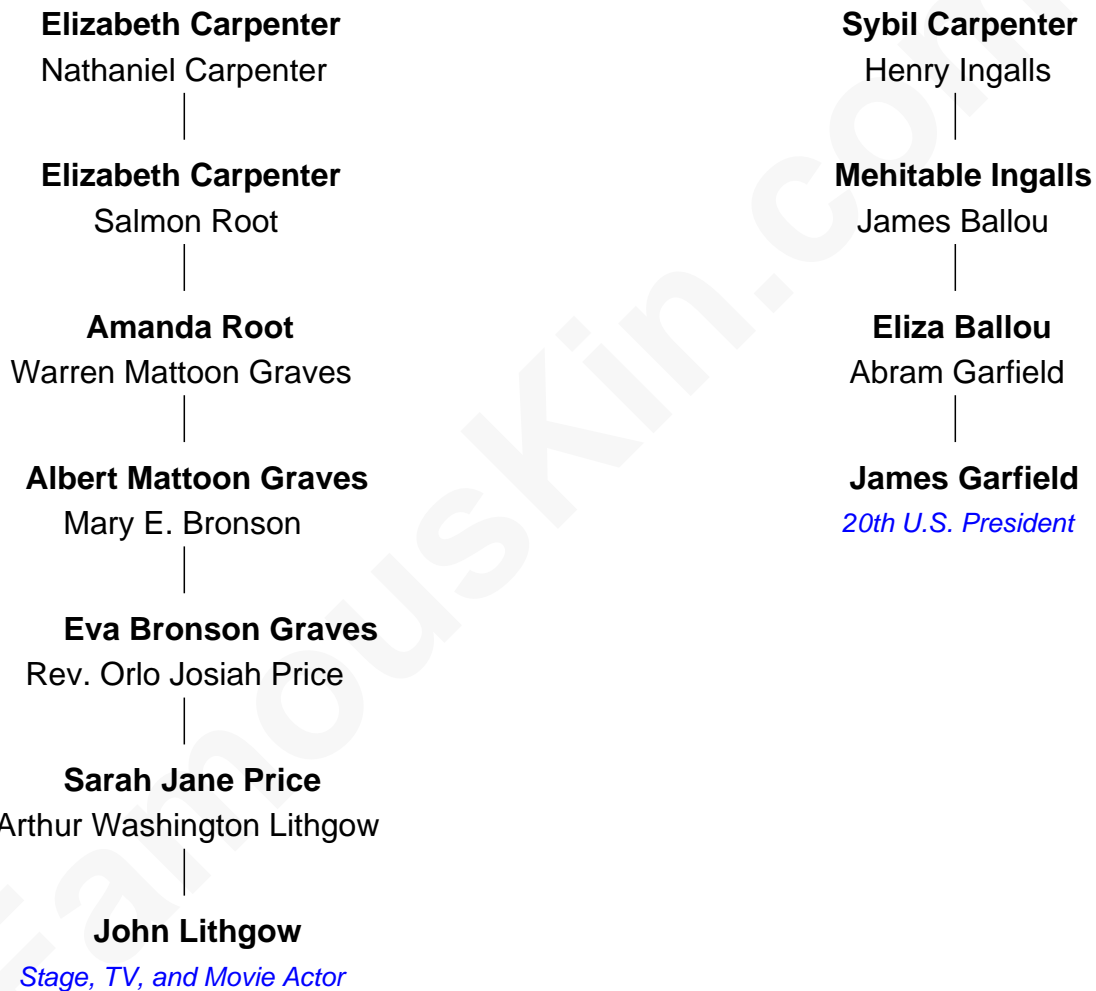 Elizabeth Carpenter
Nathaniel Carpenter
Elizabeth Carpenter
Salmon Root
Amanda Root
Warren Mattoon Graves
Albert Mattoon Graves
Mary E. Bronson
Eva Bronson Graves
Rev. Orlo Josiah Price
Sarah Jane Price
Arthur Washington Lithgow
John Lithgow
Stage, TV, and Movie Actor
Sybil Carpenter
Henry Ingalls
Mehitable Ingalls
James Ballou
Eliza Ballou
Abram Garfield
James Garfield
20th U.S. President
FamousKin.com